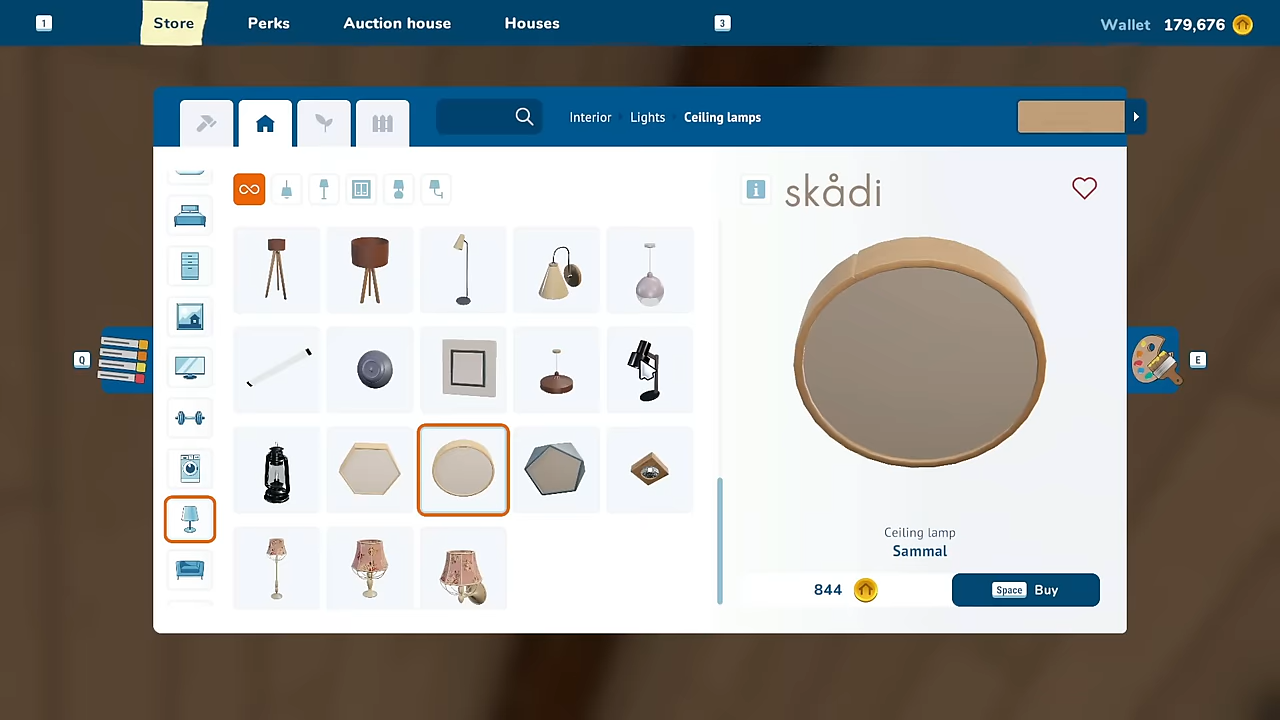 1
Store
Perks
Auction house
Houses
3
Wallet 179,676
Interior
Lights
Ceiling lamps
skådi
Q
E
Ceiling lamp
Sammal
844
Space Buy